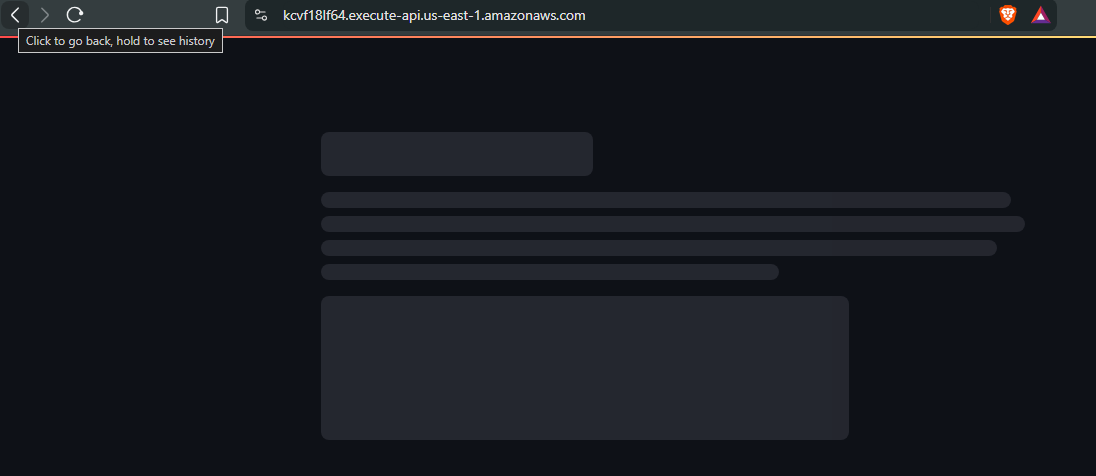 kcvf18lf64.execute-api.us-east-1.amazonaws.com
Click to go back, hold to see history